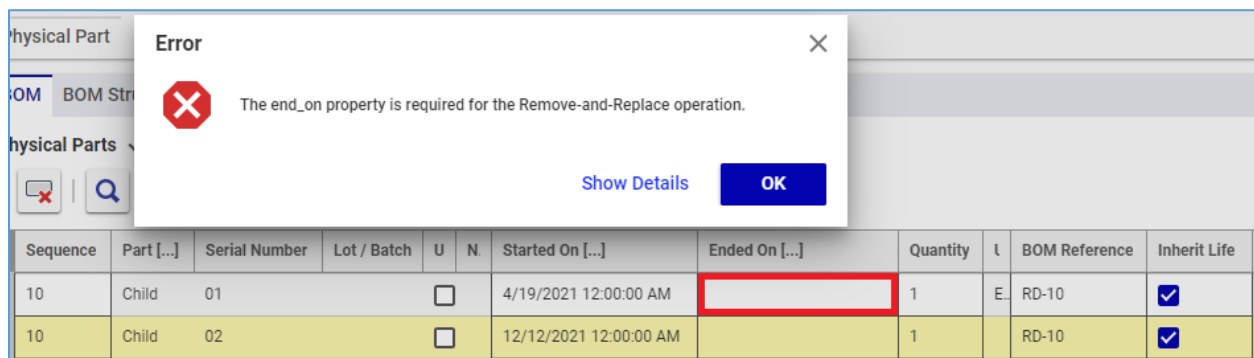 hysical Part
Error
The end_on property is required for the Remove-and-Replace operation.
Show Details
OK
OM BOM Stru
hysical Parts
Sequence Part [...] Serial Number Lot / Batch U N. Started On [...] Ended On [...] Quantity BOM Reference Inherit Life
10 Child 01 4/19/2021 12:00:00 AM 1 E.. RD-10
10 Child 02 12/12/2021 12:00:00 AM 1 RD-10